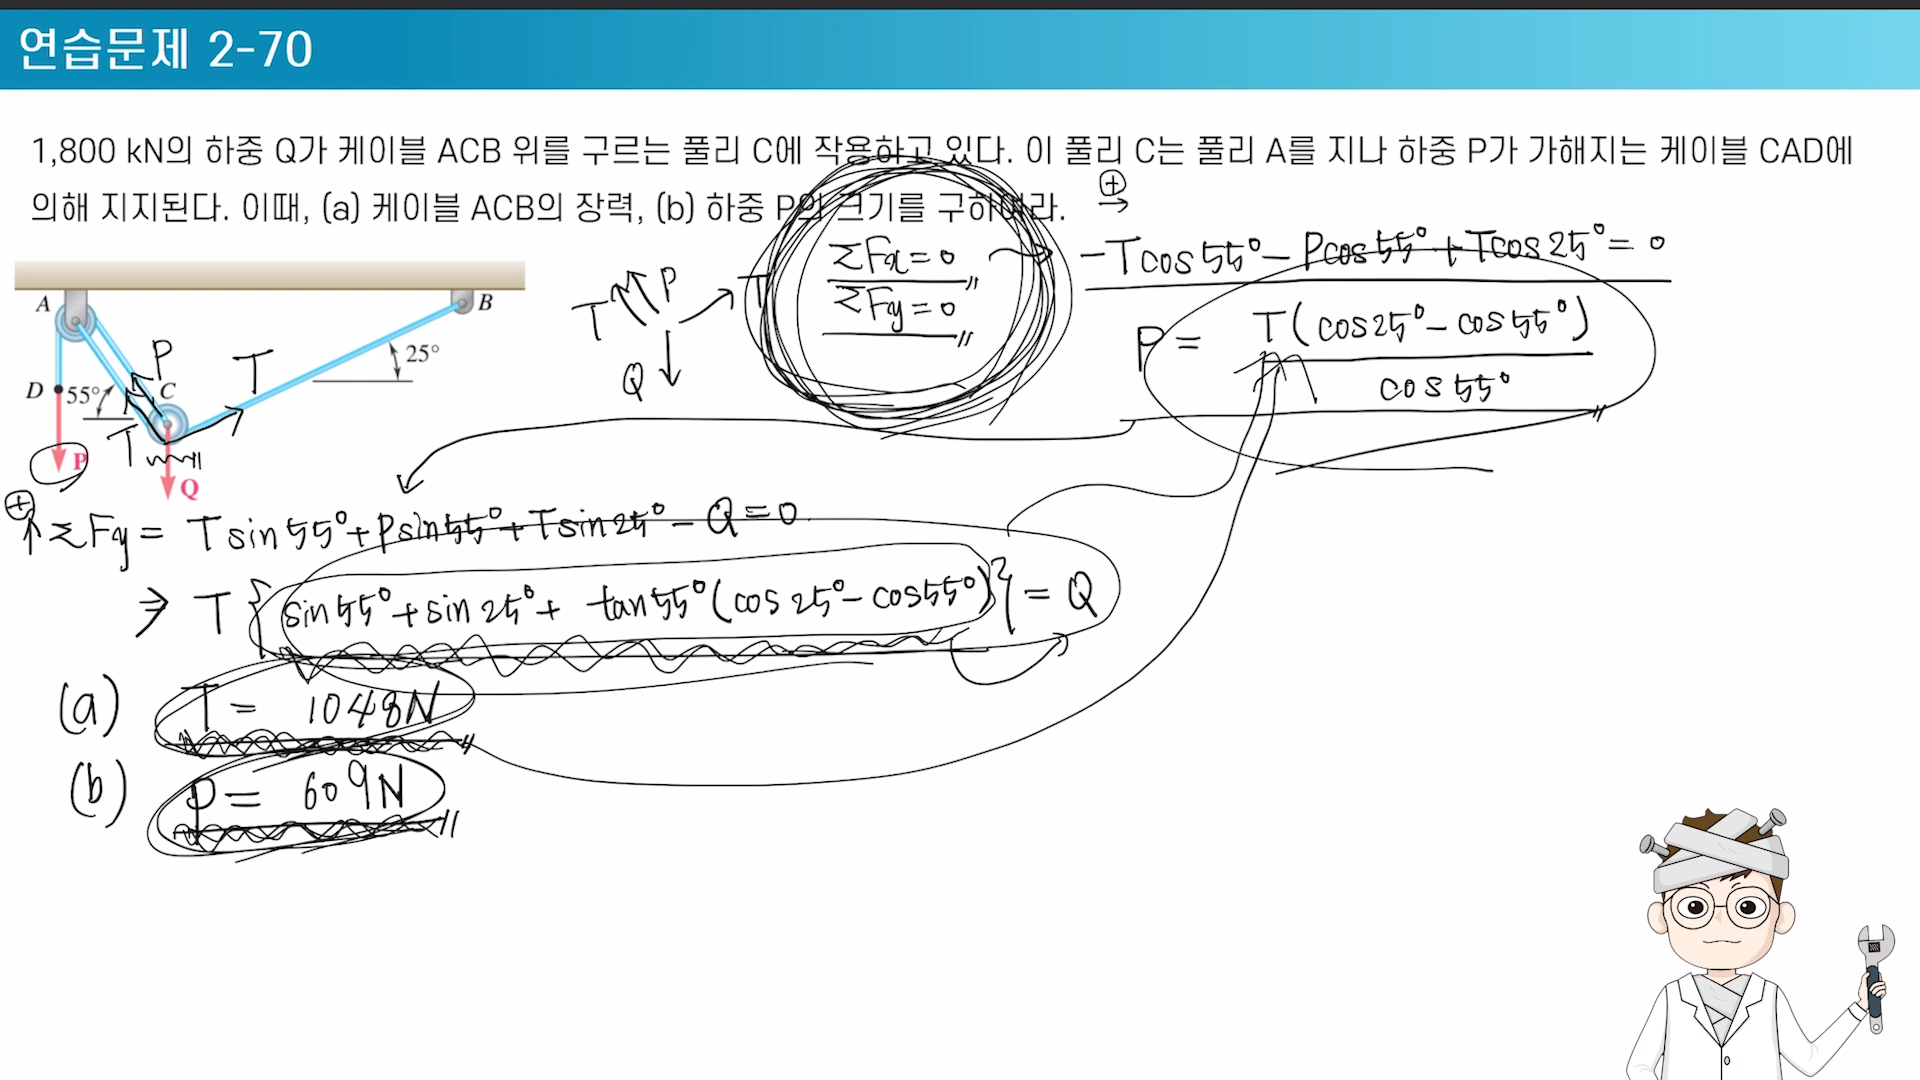 연습문제 2-70
1,800 kN의 하중 Q가 케이블 ACB 위를 구르는 풀리 C에 작용하고 있다. 이 풀리 C는 풀리 A를 지나 하중 P가 가해지는 케이블 CAD에
의해 지지된다. 이때, (a) 케이블 ACB의 장력, (b) 하중 P의 크기를 구하여라.
A
B
25°
D
55°
C
P
T
T
P
Q
T
P
T
Q
ΣFx = 0
ΣFy = 0
⊕→
-Tcos55° - Pcos55° + Tcos25° = 0
P = T(cos25° - cos55°)
cos55°
⊕↑ΣFy = Tsin55° + Psin55° + Tsin25° - Q = 0
⇒ T{sin55° + sin25° + tan55°(cos25° - cos55°)} = Q
(a) T = 1048N
(b) P = 609N